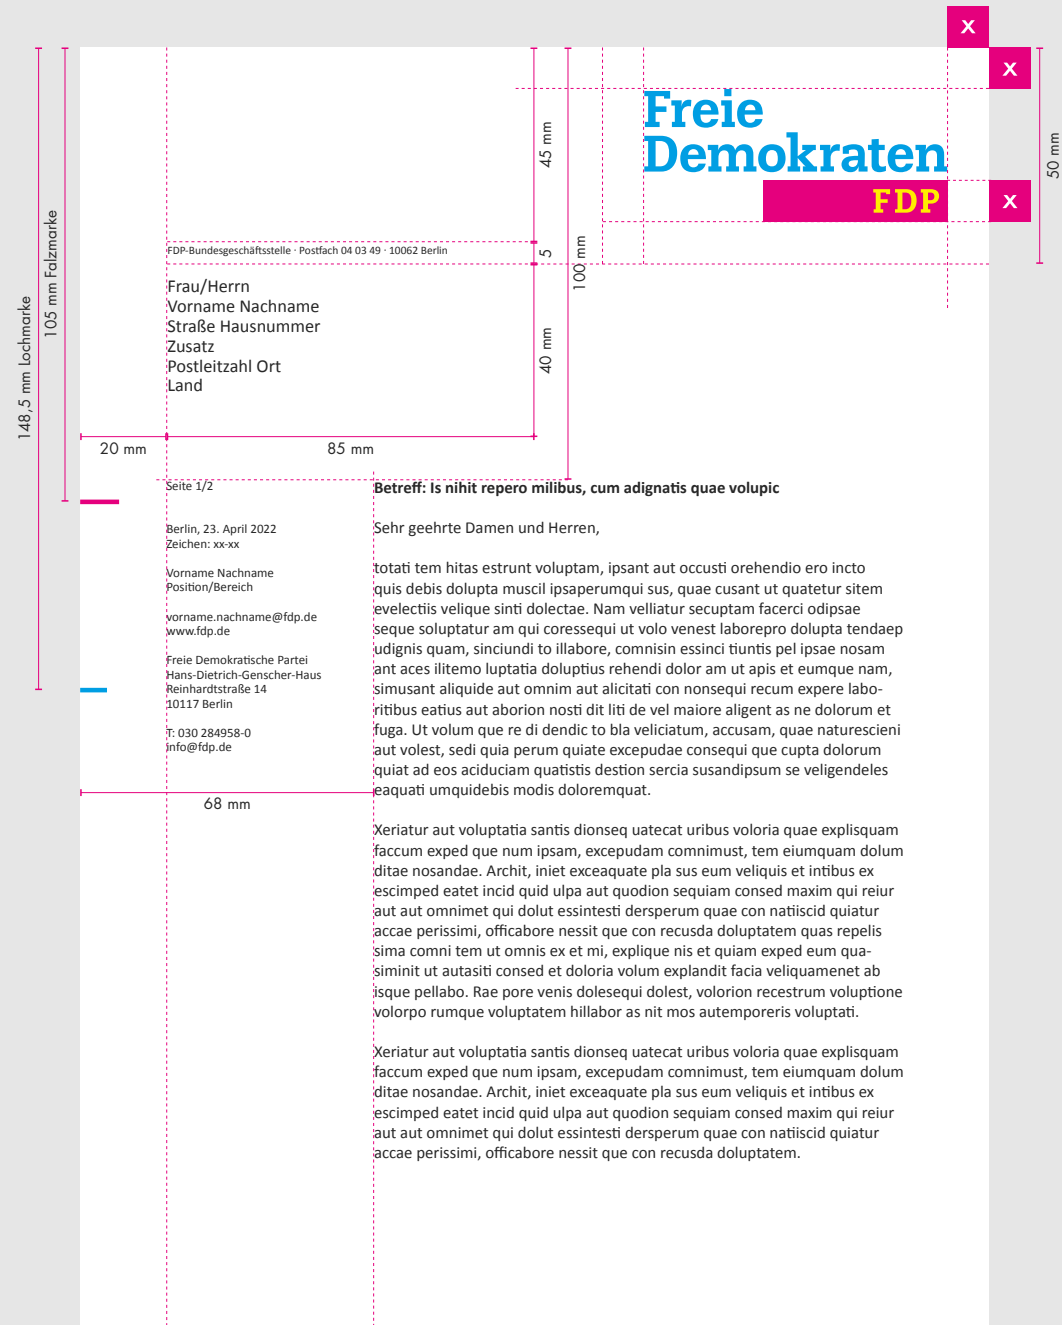 X
X
Freie
Demokraten
FDP
X
50 mm
45 mm
5
100 mm
40 mm
105 mm Falzmarke
148,5 mm Lochmarke
FDP-Bundesgeschäftsstelle · Postfach 04 03 49 · 10062 Berlin
Frau/Herrn
Vorname Nachname
Straße Hausnummer
Zusatz
Postleitzahl Ort
Land
20 mm
85 mm
Seite 1/2
Berlin, 23. April 2022
Zeichen: xx-xx
Vorname Nachname
Position/Bereich
vorname.nachname@fdp.de
www.fdp.de
Freie Demokratische Partei
Hans-Dietrich-Genscher-Haus
Reinhardtstraße 14
10117 Berlin
T: 030 284958-0
info@fdp.de
68 mm
Betreff: Is nihit repero milibus, cum adignatis quae volupic
Sehr geehrte Damen und Herren,
totati tem hitas estrunt voluptam, ipsant aut occusti orehendio ero incto
quis debis dolupta muscil ipsaperumqui sus, quae cusant ut quatetur sitem
evelectiis velique sinti dolectae. Nam velliatur secuptam facerci odipsae
seque soluptatur am qui coressequi ut volo venest laborepro dolupta tendaep
udignis quam, sinciundi to illabore, comnisin essinci tiuntis pel ipsae nosam
ant aces ilitemo luptatia doluptius rehendi dolor am ut apis et eumque nam,
simusant aliquide aut omnim aut alicitati con nonsequi recum expere labo-
ritibus eatius aut aborion nosti dit liti de vel maiore aligent as ne dolorum et
fuga. Ut volum que re di dendic to bla veliciatum, accusam, quae naturescieni
aut volest, sedi quia perum quiate excepudae consequi que cupta dolorum
quiat ad eos aciduciam quatistis destion sercia susandipsum se veligendeles
eaquati umquidebis modis doloremquat.
Xeriatur aut voluptatia santis dionseq uatecat uribus voloria quae explisquam
faccum exped que num ipsam, excepudam comnimust, tem eiumquam dolum
ditae nosandae. Archit, iniet exceaquate pla sus eum veliquis et intibus ex
escimped eatet incid quid ulpa aut quodion sequiam consed maxim qui reiur
aut aut omnimet qui dolut essintesti dersperum quae con natiiscid quiatur
accae perissimi, officabore nessit que con recusda doluptatem quas repelis
sima comni tem ut omnis ex et mi, explique nis et quiam exped eum qua-
siminit ut autasiti consed et doloria volum explandit facia veliquamenet ab
isque pellabo. Rae pore venis dolesequi dolest, volorion recestrum voluptione
volorpo rumque voluptatem hillabor as nit mos autemporeris voluptati.
Xeriatur aut voluptatia santis dionseq uatecat uribus voloria quae explisquam
faccum exped que num ipsam, excepudam comnimust, tem eiumquam dolum
ditae nosandae. Archit, iniet exceaquate pla sus eum veliquis et intibus ex
escimped eatet incid quid ulpa aut quodion sequiam consed maxim qui reiur
aut aut omnimet qui dolut essintesti dersperum quae con natiiscid quiatur
accae perissimi, officabore nessit que con recusda doluptatem.